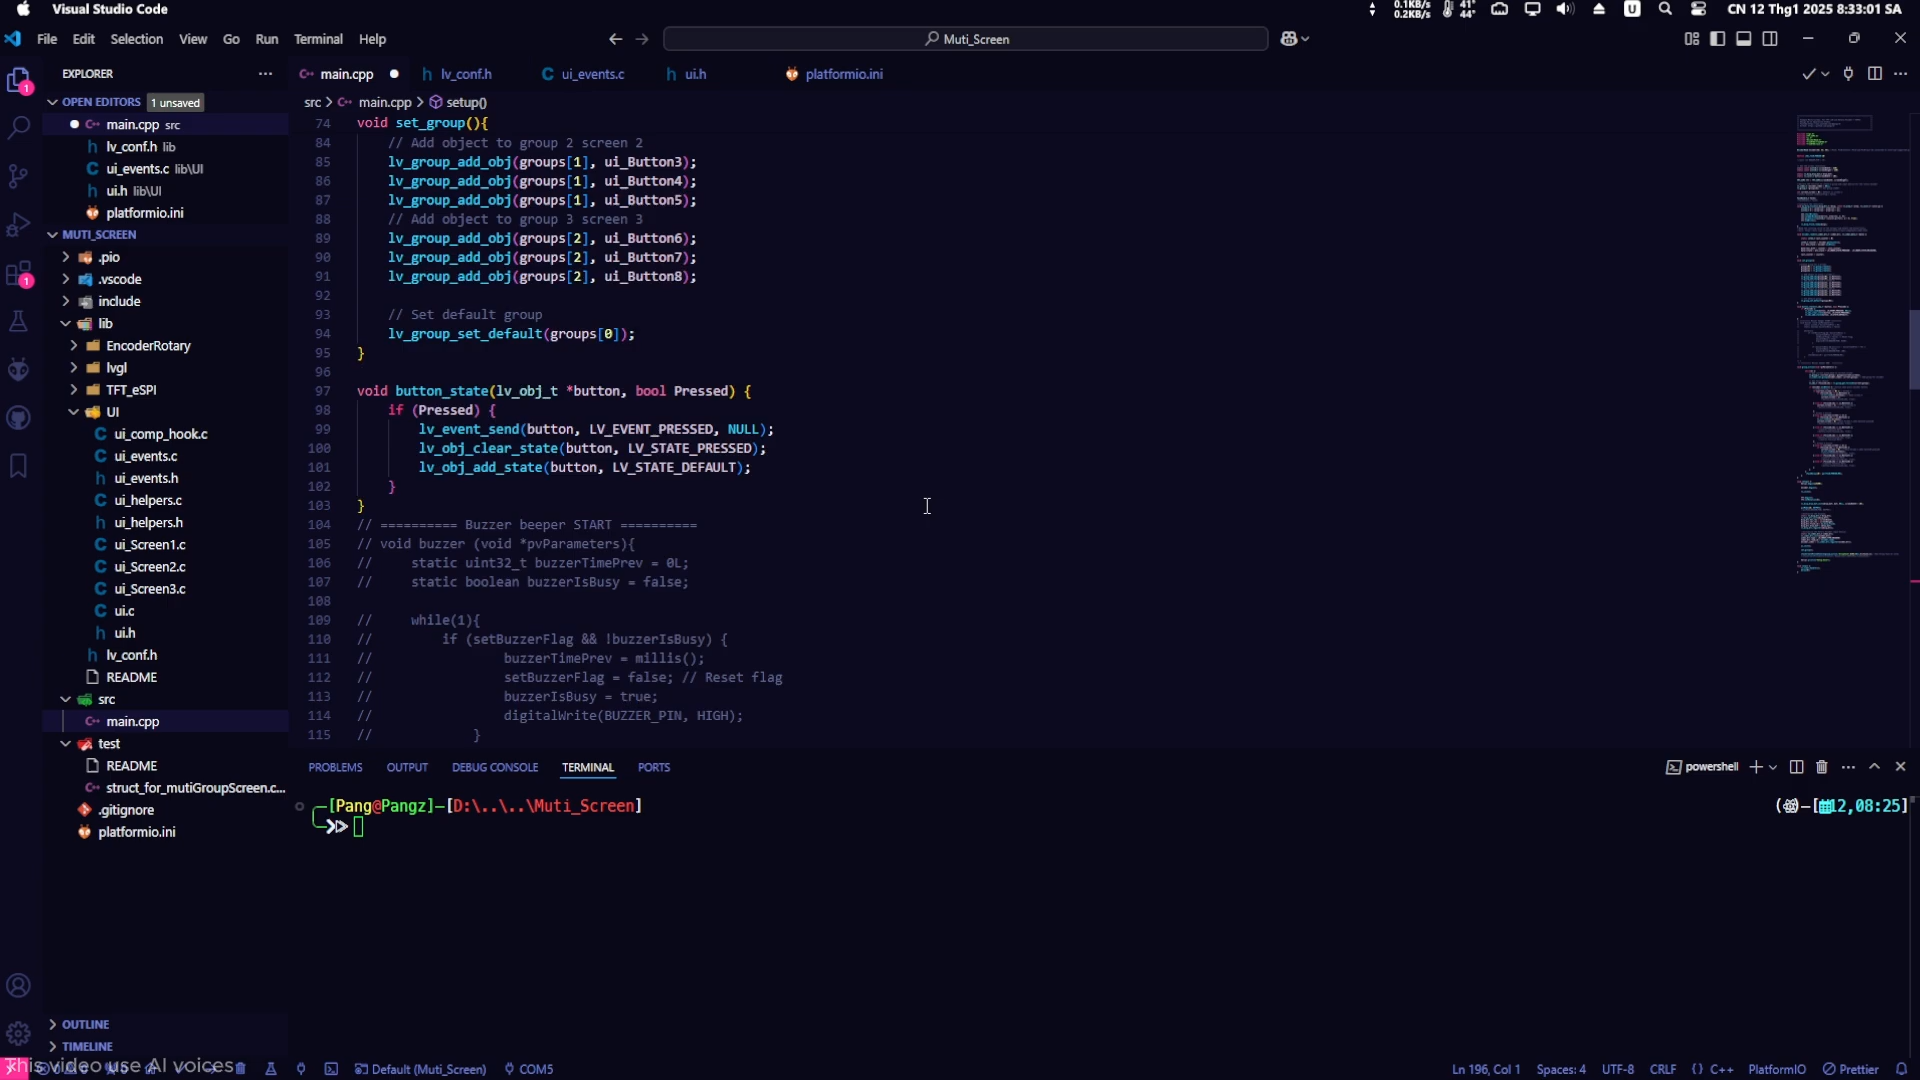 Visual Studio Code
0.1KB/s
0.2KB/s
41°
44°
U
CN 12 Thg1 2025 8:33:01 SA
File Edit Selection View Go Run Terminal Help
Muti_Screen
EXPLORER
main.cpp
lv_conf.h
ui_events.c
ui.h
platformio.ini
OPEN EDITORS 1 unsaved
main.cpp src
lv_conf.h lib
ui_events.c lib\UI
ui.h lib\UI
platformio.ini
MUTI_SCREEN
.pio
.vscode
include
lib
EncoderRotary
lvgl
TFT_eSPI
UI
ui_comp_hook.c
ui_events.c
ui_events.h
ui_helpers.c
ui_helpers.h
ui_Screen1.c
ui_Screen2.c
ui_Screen3.c
ui.c
ui.h
lv_conf.h
README
src
main.cpp
test
README
struct_for_mutiGroupScreen.c...
.gitignore
platformio.ini
OUTLINE
TIMELINE
src > main.cpp > setup()
74 void set_group(){
84 // Add object to group 2 screen 2
85 lv_group_add_obj(groups[1], ui_Button3);
86 lv_group_add_obj(groups[1], ui_Button4);
87 lv_group_add_obj(groups[1], ui_Button5);
88 // Add object to group 3 screen 3
89 lv_group_add_obj(groups[2], ui_Button6);
90 lv_group_add_obj(groups[2], ui_Button7);
91 lv_group_add_obj(groups[2], ui_Button8);
92
93 // Set default group
94 lv_group_set_default(groups[0]);
95 }
96
97 void button_state(lv_obj_t *button, bool Pressed) {
98 if (Pressed) {
99 lv_event_send(button, LV_EVENT_PRESSED, NULL);
100 lv_obj_clear_state(button, LV_STATE_PRESSED);
101 lv_obj_add_state(button, LV_STATE_DEFAULT);
102 }
103 }
104 // ========== Buzzer beeper START ==========
105 // void buzzer (void *pvParameters){
106 // static uint32_t buzzerTimePrev = 0L;
107 // static boolean buzzerIsBusy = false;
108
109 // while(1){
110 // if (setBuzzerFlag && !buzzerIsBusy) {
111 // buzzerTimePrev = millis();
112 // setBuzzerFlag = false; // Reset flag
113 // buzzerIsBusy = true;
114 // digitalWrite(BUZZER_PIN, HIGH);
115 // }
PROBLEMS OUTPUT DEBUG CONSOLE TERMINAL PORTS
powershell
[Pang@Pangz]-[D:\..\..\Muti_Screen]
12,08:25]
This video use AI voices
Default (Muti_Screen)
COM5
Ln 196, Col 1 Spaces: 4 UTF-8 CRLF {} C++ PlatformIO Prettier